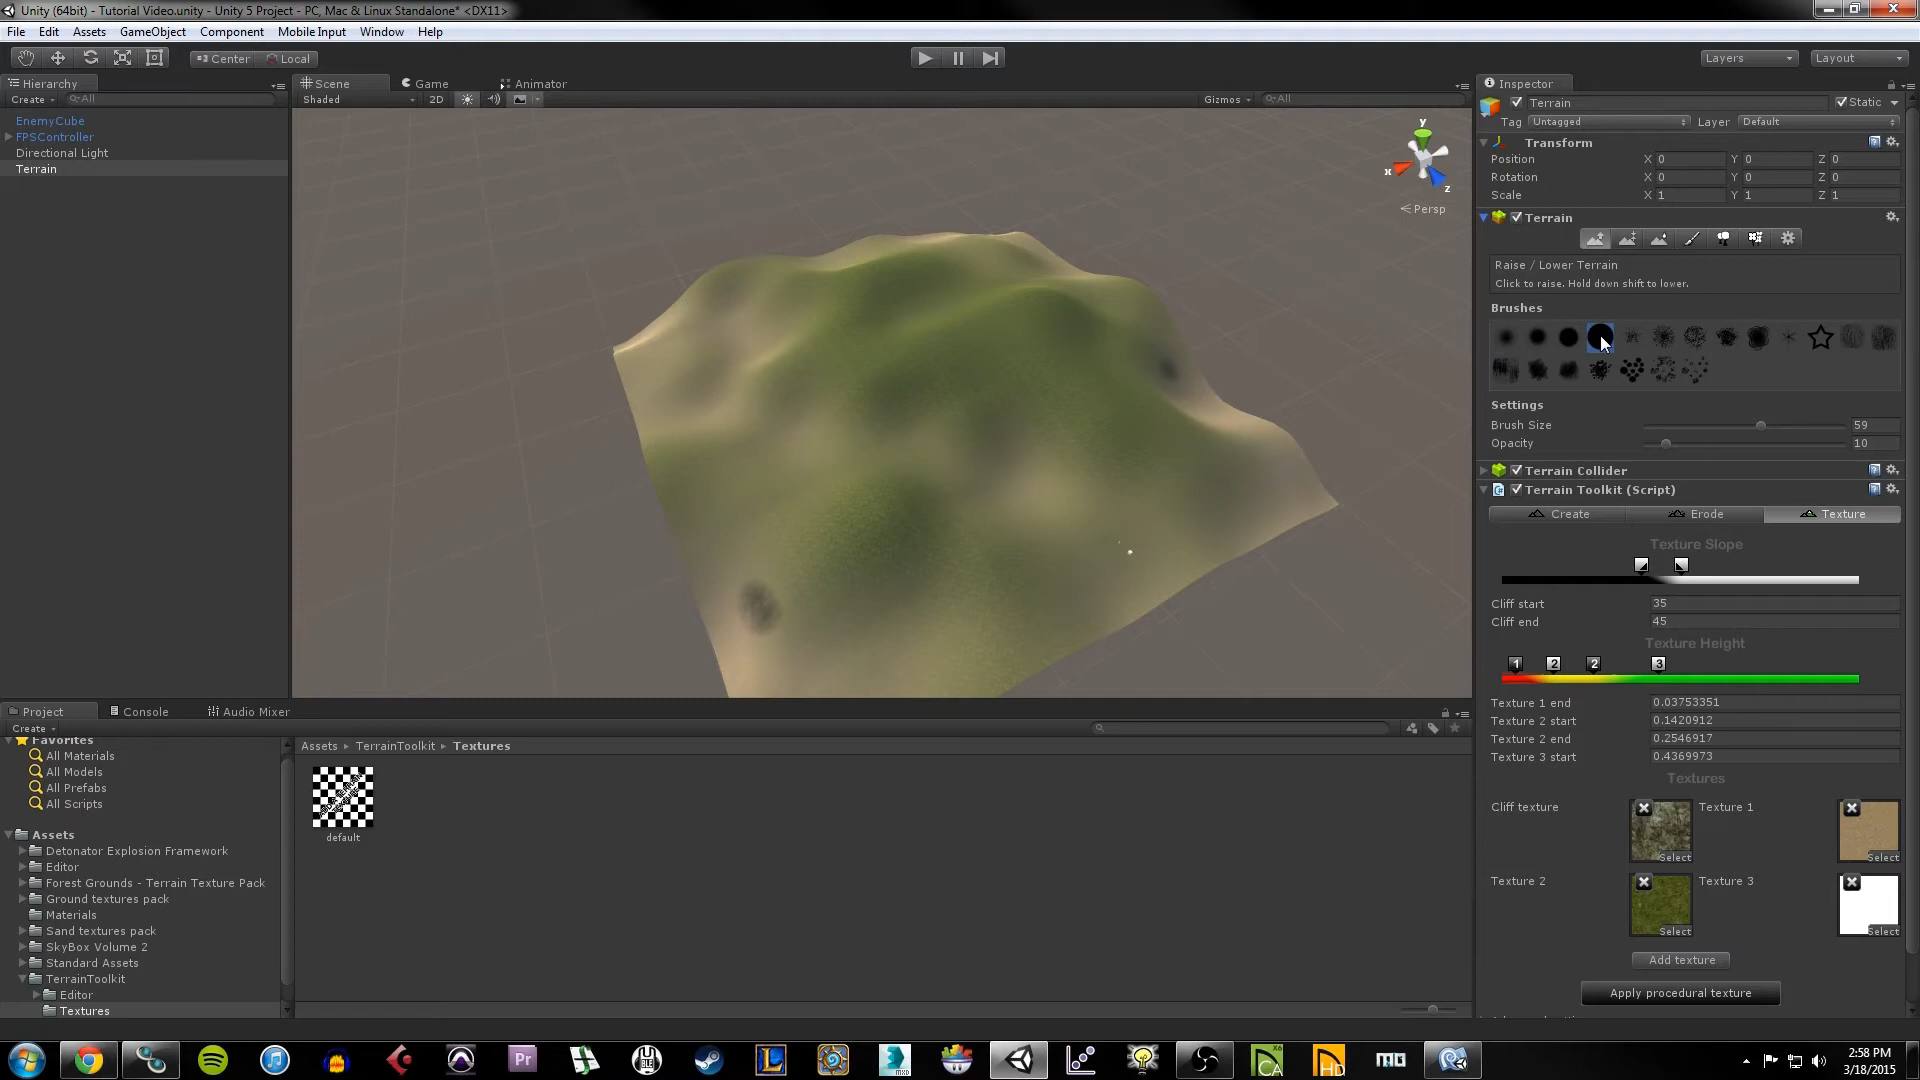 Unity (64bit) - Tutorial Video.unity - Unity 5 Project - PC, Mac & Linux Standalone* <DX11>
File Edit Assets GameObject Component Mobile Input Window Help
Center Local
Layers Layout
Hierarchy
Create All
EnemyCube
FPSController
Directional Light
Terrain
Scene Game Animator
Shaded 2D Gizmos All
y
x
z
Persp
Inspector
Terrain Static
Tag Untagged Layer Default
Transform
Position X 0 Y 0 Z 0
Rotation X 0 Y 0 Z 0
Scale X 1 Y 1 Z 1
Terrain
Raise / Lower Terrain
Click to raise. Hold down shift to lower.
Brushes
Settings
Brush Size 59
Opacity 10
Terrain Collider
Terrain Toolkit (Script)
Create Erode Texture
Texture Slope
Cliff start 35
Cliff end 45
Texture Height
1 2 2 3
Texture 1 end 0.03753351
Texture 2 start 0.1420912
Texture 2 end 0.2546917
Texture 3 start 0.4369973
Textures
Cliff texture Select Texture 1 Select
Texture 2 Select Texture 3 Select
Add texture
Apply procedural texture
Project Console Audio Mixer
Create
Favorites
All Materials
All Models
All Prefabs
All Scripts
Assets
Detonator Explosion Framework
Editor
Forest Grounds - Terrain Texture Pack
Ground textures pack
Materials
Sand textures pack
SkyBox Volume 2
Standard Assets
TerrainToolkit
Editor
Textures
Assets TerrainToolkit Textures
default
2:58 PM
3/18/2015